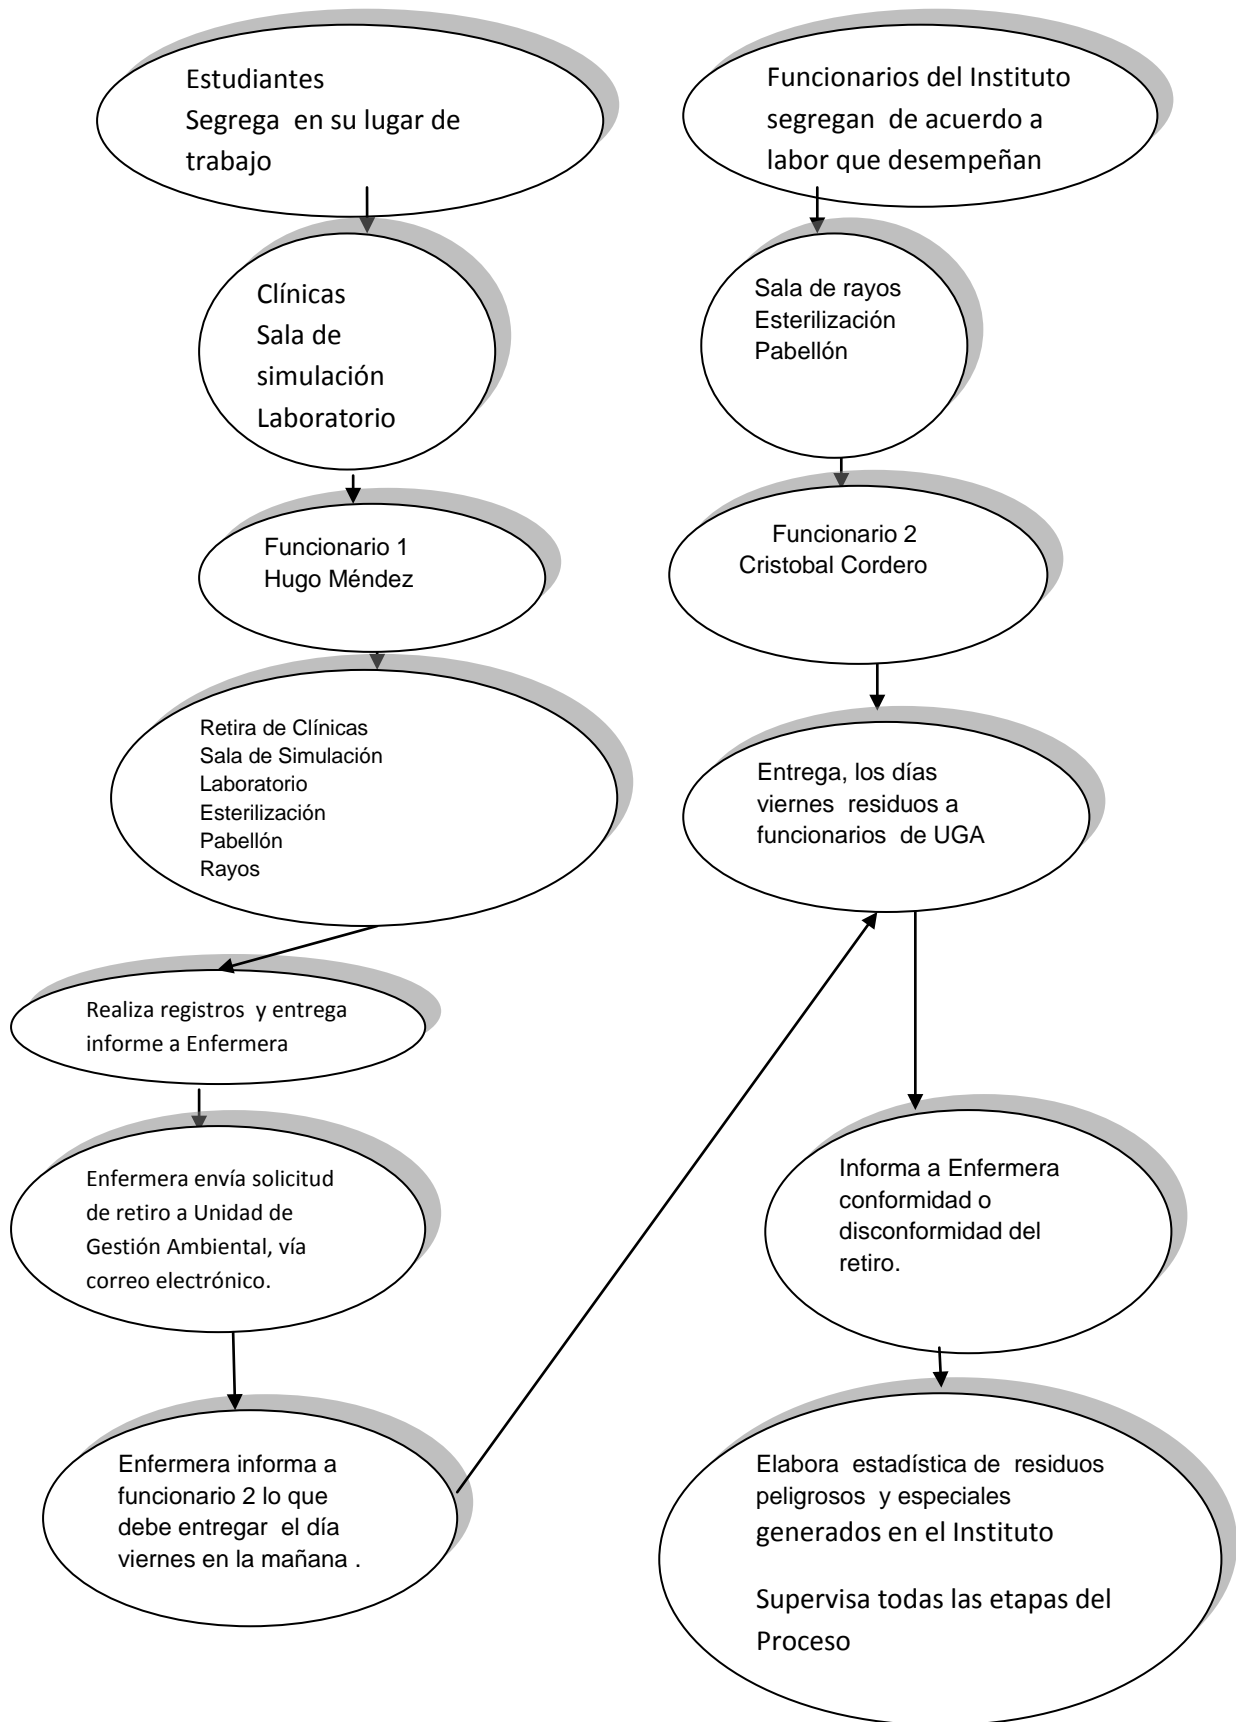 Estudiantes
Segrega en su lugar de
trabajo
Clínicas
Sala de
simulación
Laboratorio
Funcionario 1
Hugo Méndez
Retira de Clínicas
Sala de Simulación
Laboratorio
Esterilización
Pabellón
Rayos
Realiza registros y entrega
informe a Enfermera
Enfermera envía solicitud
de retiro a Unidad de
Gestión Ambiental, vía
correo electrónico.
Enfermera informa a
funcionario 2 lo que
debe entregar el día
viernes en la mañana .
Funcionarios del Instituto
segregan de acuerdo a
labor que desempeñan
Sala de rayos
Esterilización
Pabellón
Funcionario 2
Cristobal Cordero
Entrega, los días
viernes residuos a
funcionarios de UGA
Informa a Enfermera
conformidad o
disconformidad del
retiro.
Elabora estadística de residuos
peligrosos y especiales
generados en el Instituto
Supervisa todas las etapas del
Proceso